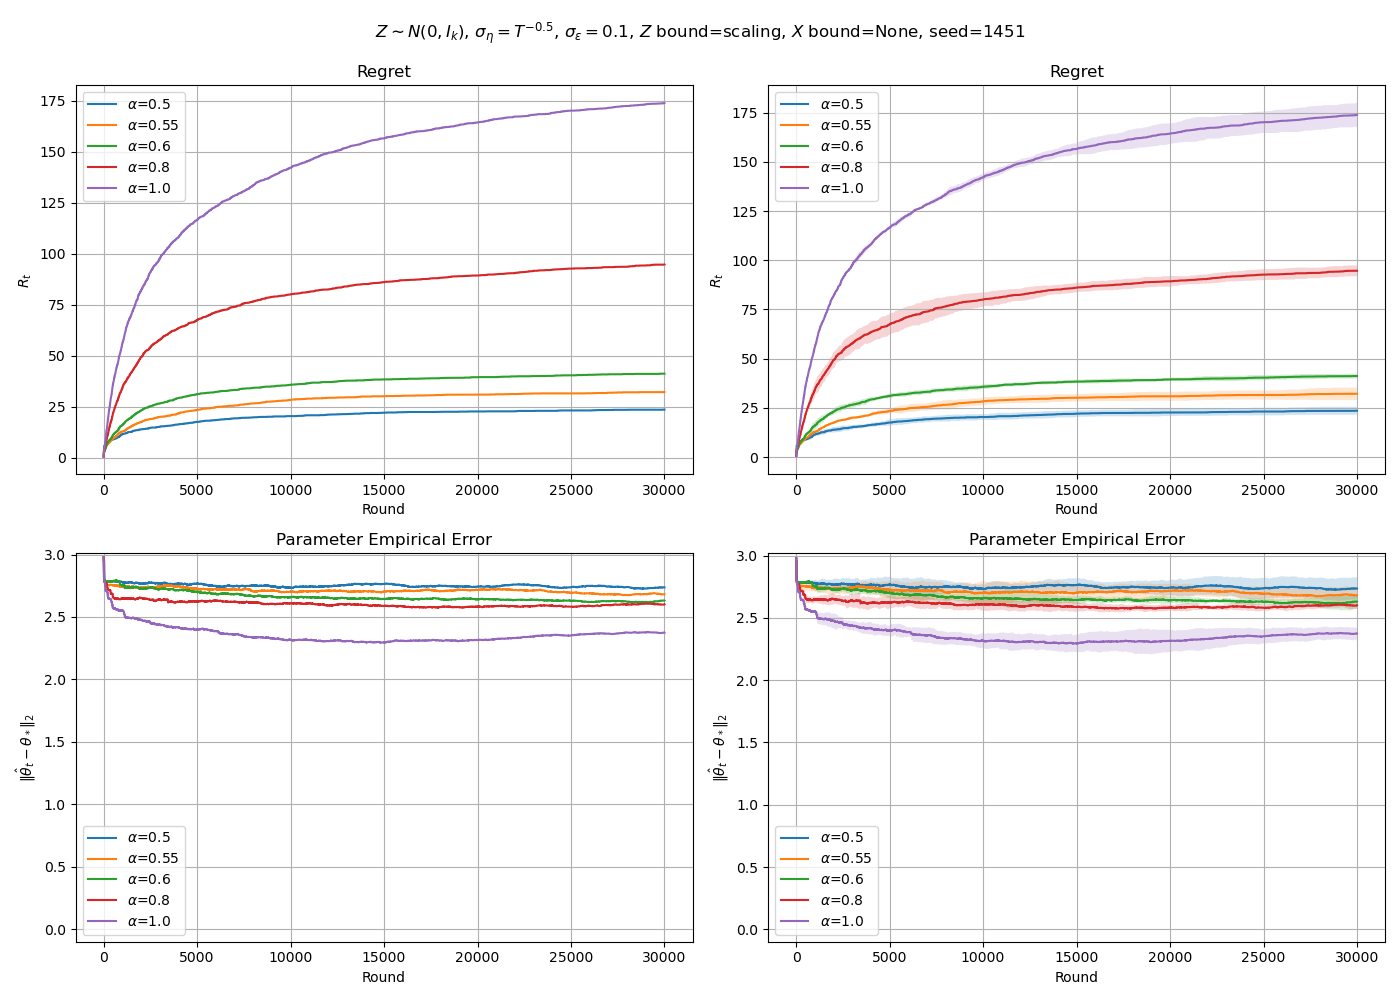 Z ∼ N(0, I_k), σ_η = T^{−0.5}, σ_ε = 0.1, Z bound=scaling, X bound=None, seed=1451
Regret
R_t
175
150
125
100
75
50
25
0
α=0.5
α=0.55
α=0.6
α=0.8
α=1.0
0 5000 10000 15000 20000 25000 30000
Round
Regret
R_t
175
150
125
100
75
50
25
0
α=0.5
α=0.55
α=0.6
α=0.8
α=1.0
0 5000 10000 15000 20000 25000 30000
Round
Parameter Empirical Error
‖θ̂_t − θ_*‖_2
3.0
2.5
2.0
1.5
1.0
0.5
0.0
α=0.5
α=0.55
α=0.6
α=0.8
α=1.0
0 5000 10000 15000 20000 25000 30000
Round
Parameter Empirical Error
‖θ̂_t − θ_*‖_2
3.0
2.5
2.0
1.5
1.0
0.5
0.0
α=0.5
α=0.55
α=0.6
α=0.8
α=1.0
0 5000 10000 15000 20000 25000 30000
Round